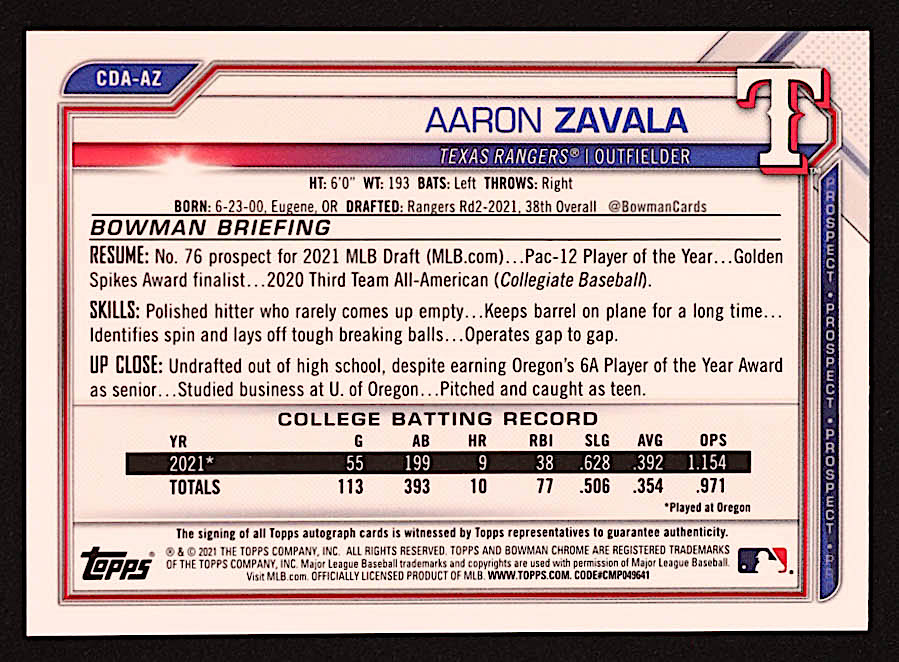 CDA-AZ
AARON ZAVALA
TEXAS RANGERS® | OUTFIELDER
HT: 6'0" WT: 193 BATS: Left THROWS: Right
BORN: 6-23-00, Eugene, OR DRAFTED: Rangers Rd2-2021, 38th Overall @BowmanCards
BOWMAN BRIEFING
RESUME: No. 76 prospect for 2021 MLB Draft (MLB.com)...Pac-12 Player of the Year...Golden
Spikes Award finalist...2020 Third Team All-American (Collegiate Baseball).
SKILLS: Polished hitter who rarely comes up empty...Keeps barrel on plane for a long time...
Identifies spin and lays off tough breaking balls...Operates gap to gap.
UP CLOSE: Undrafted out of high school, despite earning Oregon's 6A Player of the Year Award
as senior...Studied business at U. of Oregon...Pitched and caught as teen.
COLLEGE BATTING RECORD
YR G AB HR RBI SLG AVG OPS
2021* 55 199 9 38 .628 .392 1.154
TOTALS 113 393 10 77 .506 .354 .971
*Played at Oregon
The signing of all Topps autograph cards is witnessed by Topps representatives to guarantee authenticity.
® & © 2021 THE TOPPS COMPANY, INC. ALL RIGHTS RESERVED. TOPPS AND BOWMAN CHROME ARE REGISTERED TRADEMARKS
OF THE TOPPS COMPANY, INC. Major League Baseball trademarks and copyrights are used with permission of Major League Baseball.
Visit MLB.com. OFFICIALLY LICENSED PRODUCT OF MLB. WWW.TOPPS.COM. CODE#CMP049641
Topps®
T TM
PROSPECT • PROSPECT • PROSPECT • PR